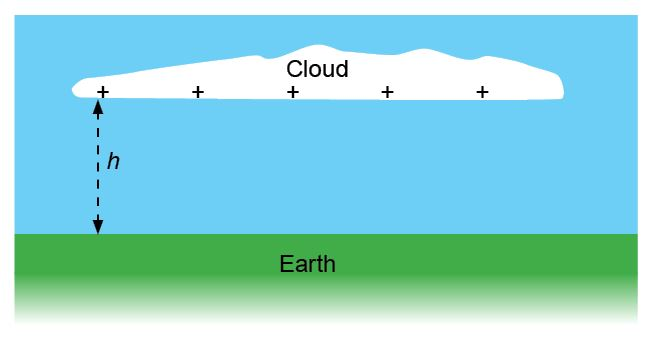 Cloud
+ + + + +
h
Earth